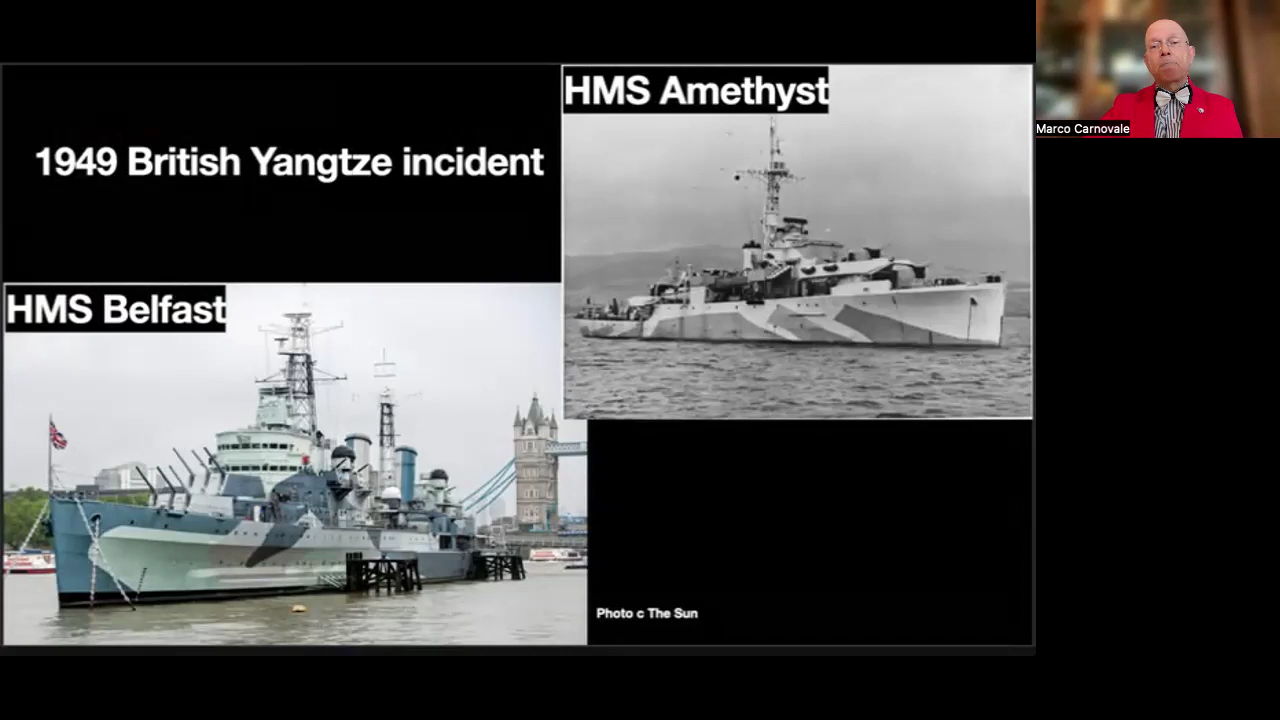 1949 British Yangtze incident
HMS Amethyst
HMS Belfast
Photo c The Sun
Marco Carnovale